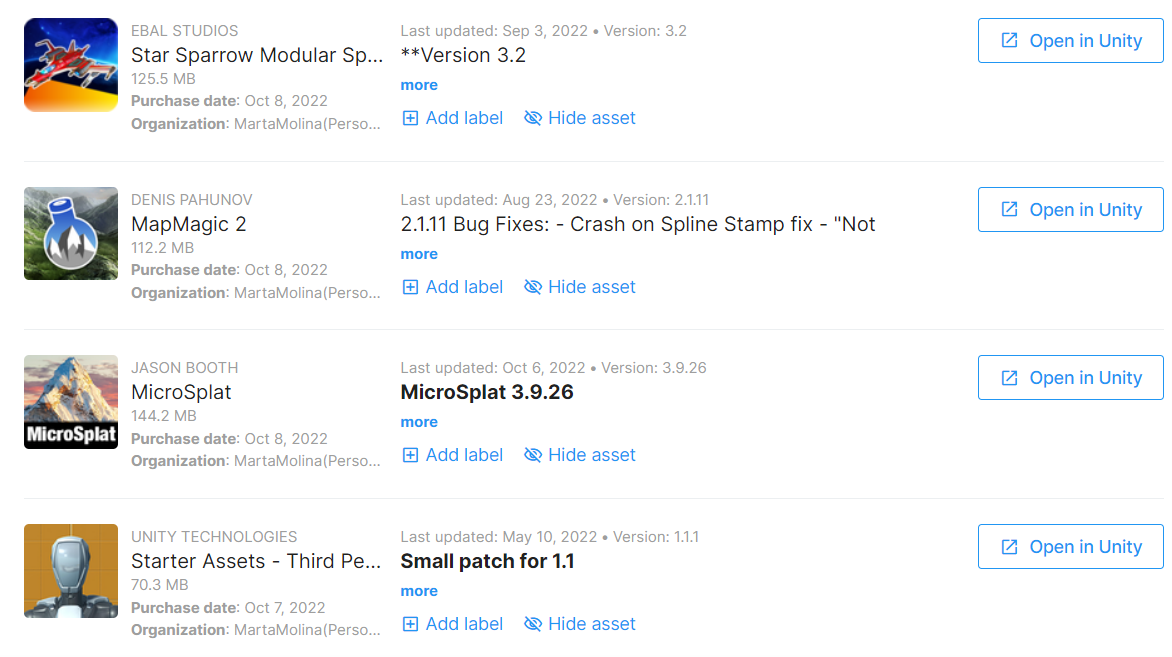 EBAL STUDIOS
Star Sparrow Modular Sp...
125.5 MB
Purchase date: Oct 8, 2022
Organization: MartaMolina(Perso...
Last updated: Sep 3, 2022 • Version: 3.2
**Version 3.2
more
Add label Hide asset
Open in Unity
DENIS PAHUNOV
MapMagic 2
112.2 MB
Purchase date: Oct 8, 2022
Organization: MartaMolina(Perso...
Last updated: Aug 23, 2022 • Version: 2.1.11
2.1.11 Bug Fixes: - Crash on Spline Stamp fix - "Not
more
Add label Hide asset
Open in Unity
MicroSplat
JASON BOOTH
MicroSplat
144.2 MB
Purchase date: Oct 8, 2022
Organization: MartaMolina(Perso...
Last updated: Oct 6, 2022 • Version: 3.9.26
MicroSplat 3.9.26
more
Add label Hide asset
Open in Unity
UNITY TECHNOLOGIES
Starter Assets - Third Pe...
70.3 MB
Purchase date: Oct 7, 2022
Organization: MartaMolina(Perso...
Last updated: May 10, 2022 • Version: 1.1.1
Small patch for 1.1
more
Add label Hide asset
Open in Unity